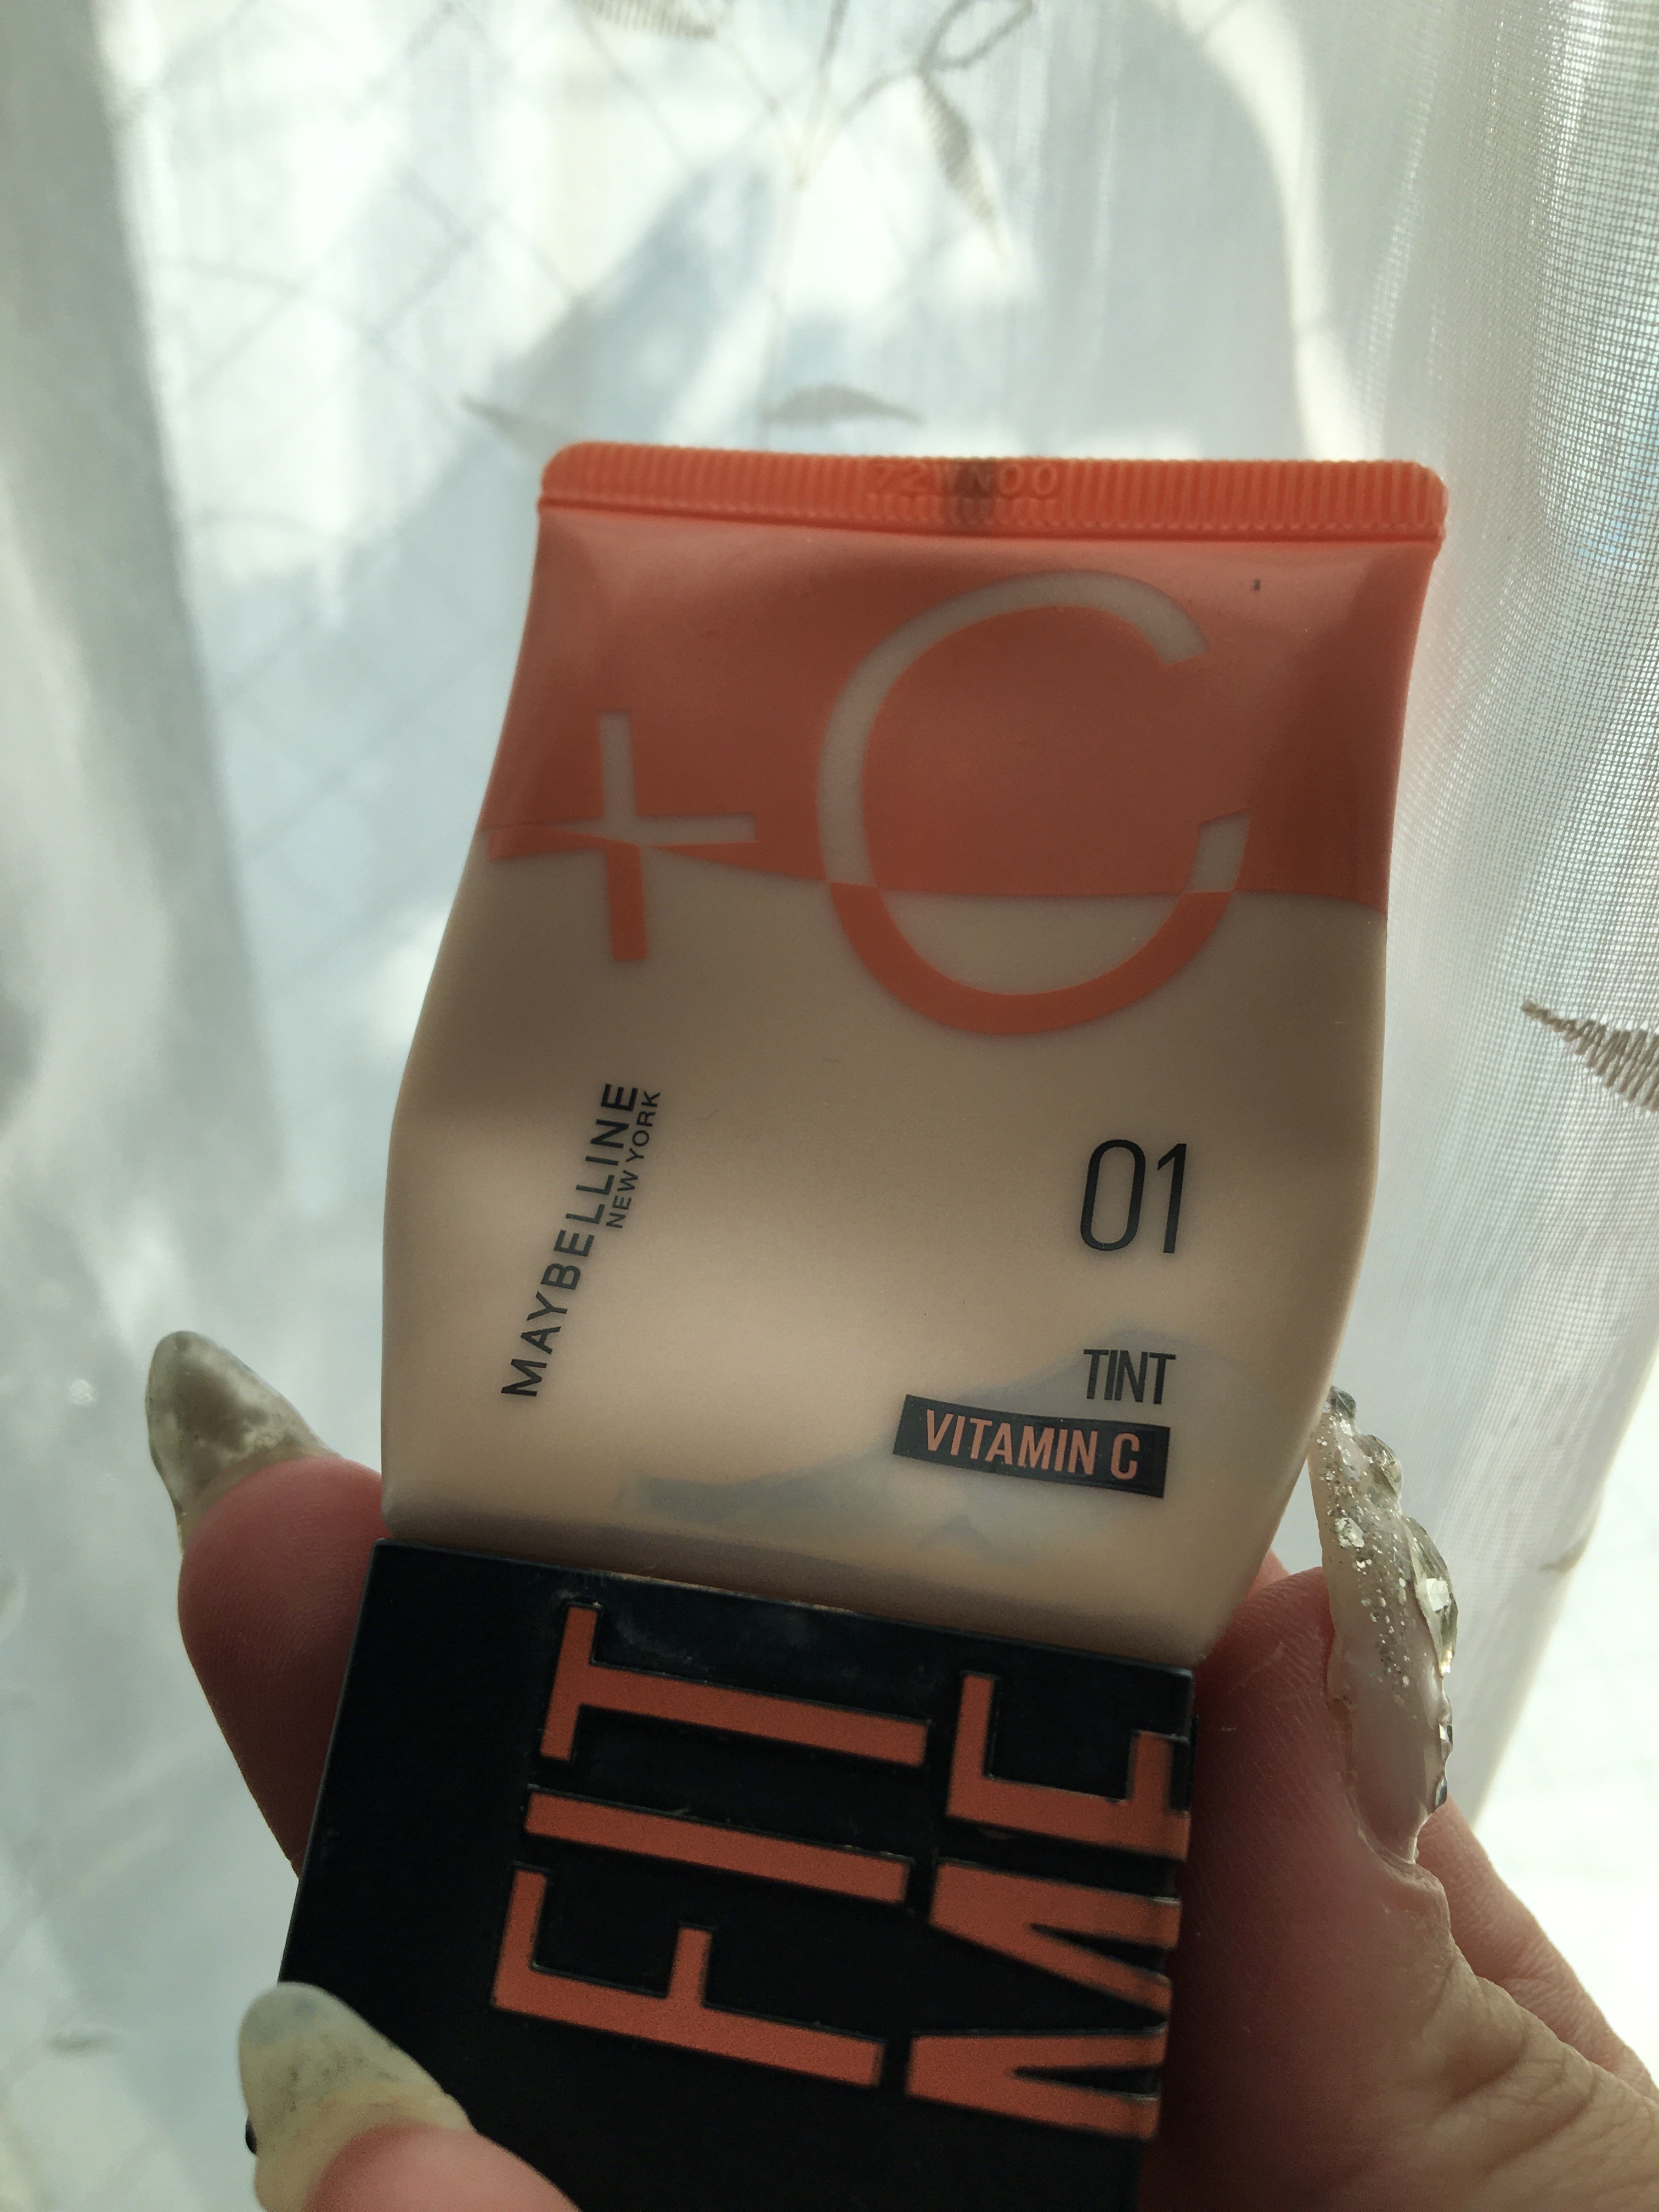 +C
MAYBELLINE
NEW YORK
01
TINT
VITAMIN C
FIT
ME